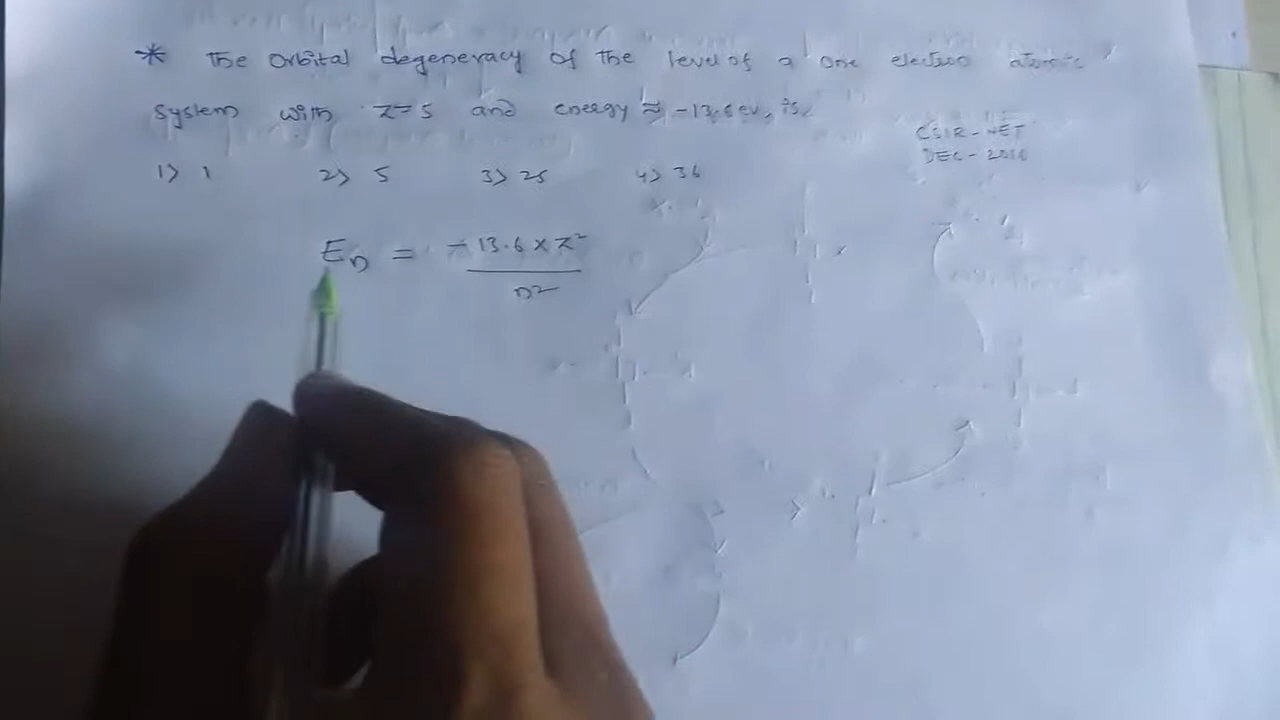 * The orbital degeneracy of the level of a one electron atomic
system with Z=5 and energy ≈ -13.6 ev, is.
CSIR-NET
DEC-2016
1> 1 2> 5 3> 25 4> 36
En = -13.6 × Z²
n²